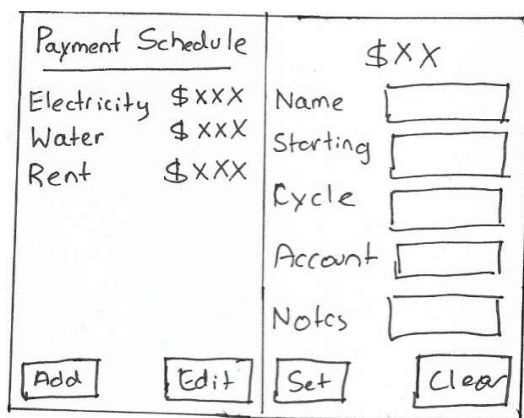 Payment Schedule
Electricity $XXX
Water $XXX
Rent $XXX
Add
Edit
$XX
Name
Starting
Cycle
Account
Notes
Set
Clear